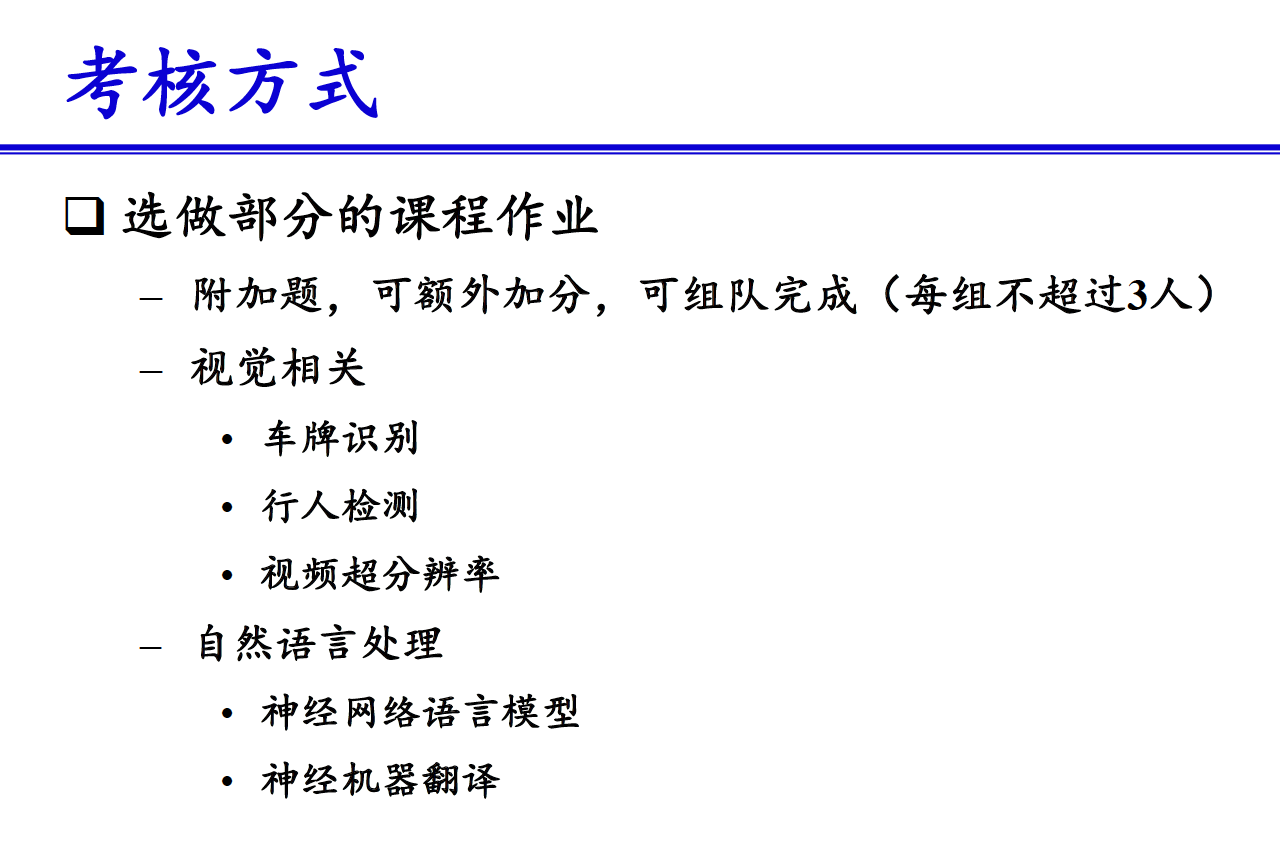 考核方式
❑ 选做部分的课程作业
– 附加题，可额外加分，可组队完成（每组不超过3人）
– 视觉相关
• 车牌识别
• 行人检测
• 视频超分辨率
– 自然语言处理
• 神经网络语言模型
• 神经机器翻译